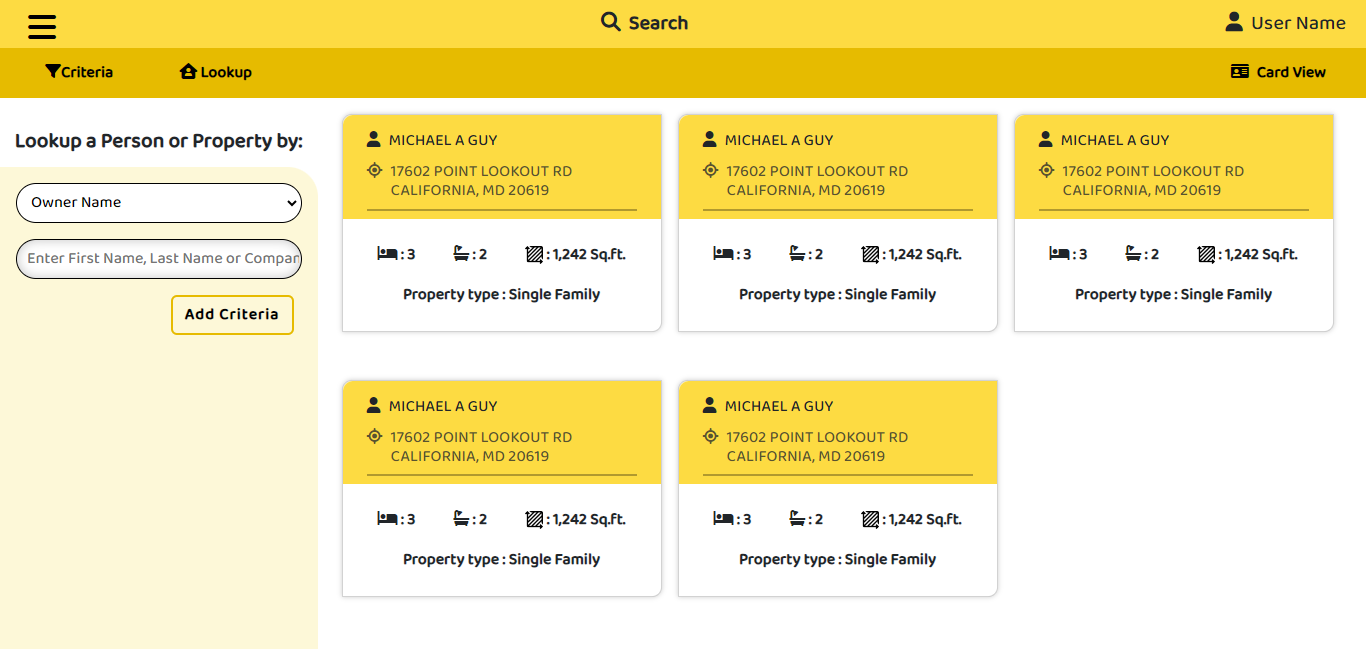 Search
User Name
Criteria
Lookup
Card View
Lookup a Person or Property by:
Owner Name
Enter First Name, Last Name or Compar
Add Criteria
MICHAEL A GUY
17602 POINT LOOKOUT RD
CALIFORNIA, MD 20619
: 3
: 2
: 1,242 Sq.ft.
Property type : Single Family
MICHAEL A GUY
17602 POINT LOOKOUT RD
CALIFORNIA, MD 20619
: 3
: 2
: 1,242 Sq.ft.
Property type : Single Family
MICHAEL A GUY
17602 POINT LOOKOUT RD
CALIFORNIA, MD 20619
: 3
: 2
: 1,242 Sq.ft.
Property type : Single Family
MICHAEL A GUY
17602 POINT LOOKOUT RD
CALIFORNIA, MD 20619
: 3
: 2
: 1,242 Sq.ft.
Property type : Single Family
MICHAEL A GUY
17602 POINT LOOKOUT RD
CALIFORNIA, MD 20619
: 3
: 2
: 1,242 Sq.ft.
Property type : Single Family